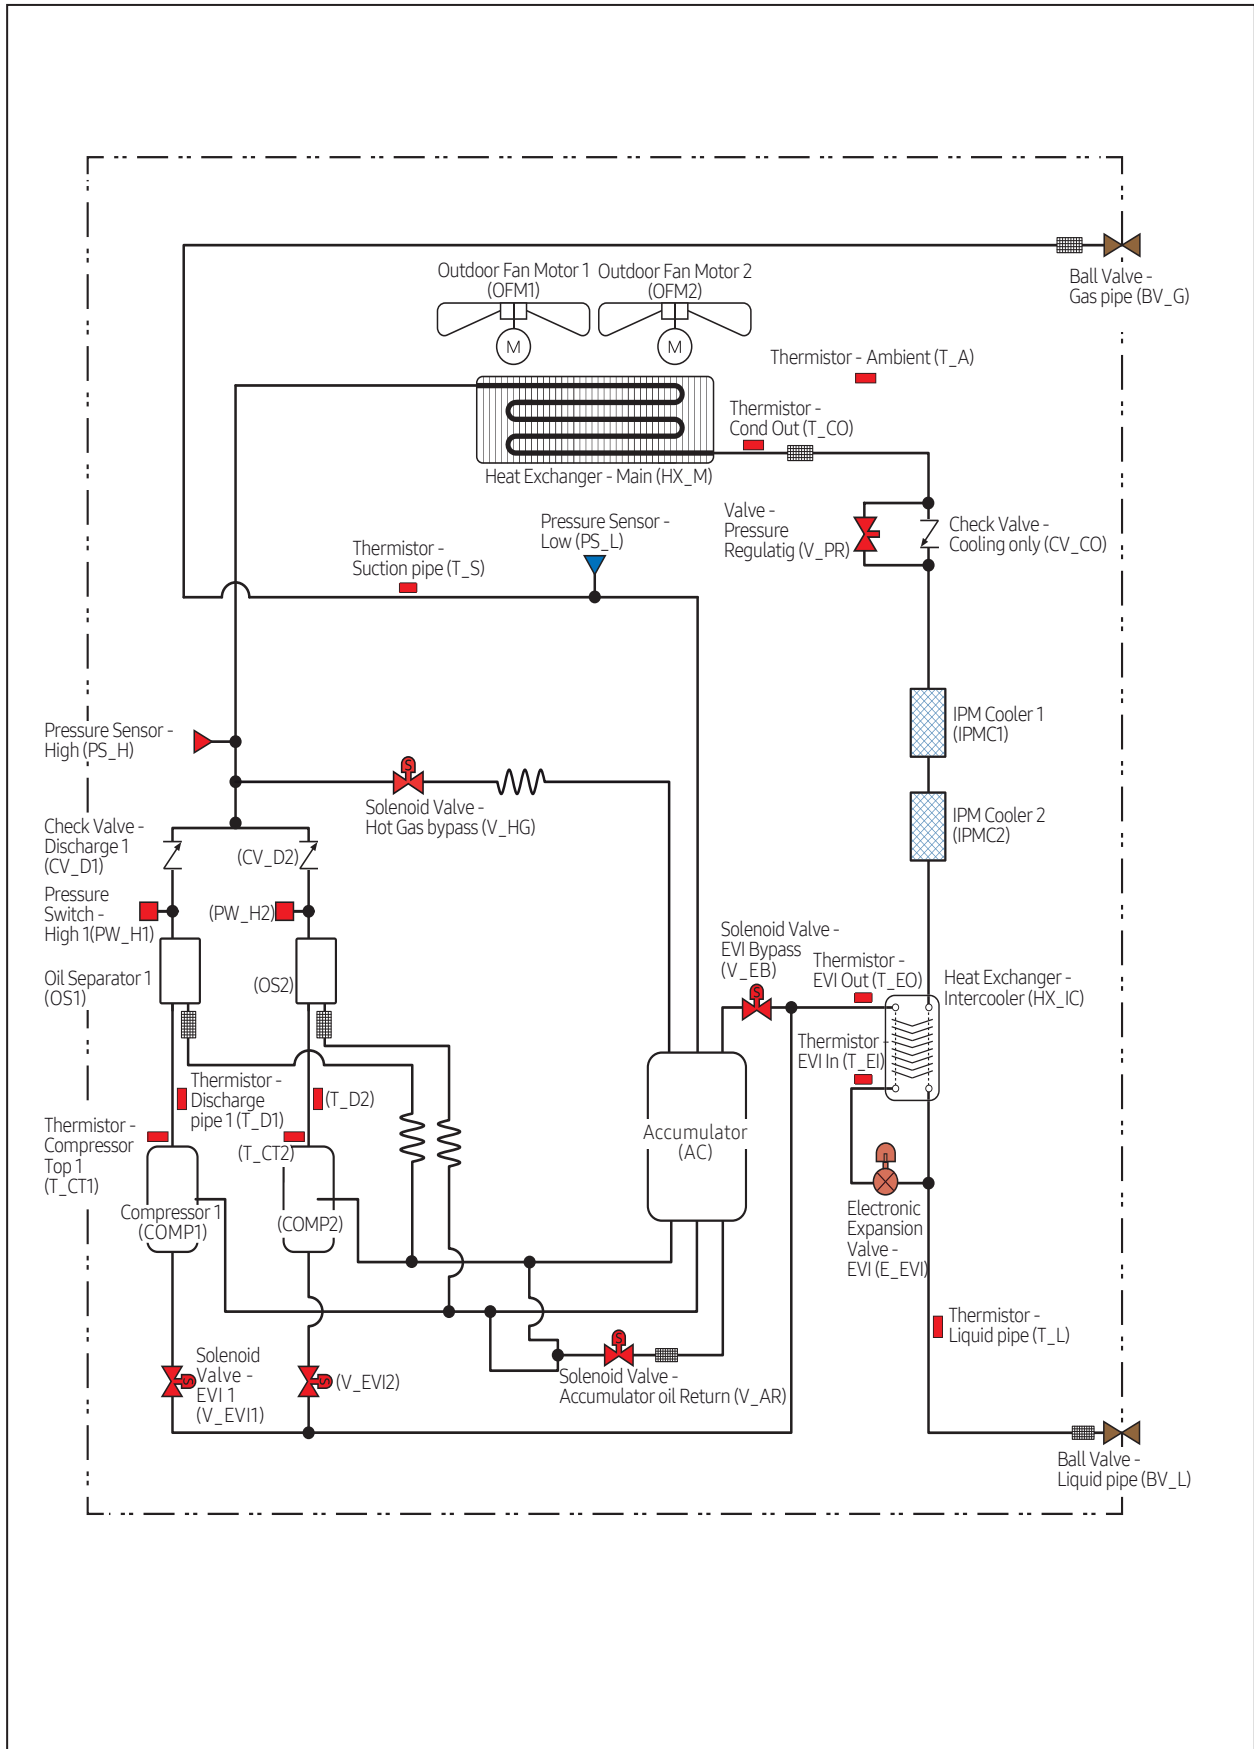 Outdoor Fan Motor 1
(OFM1)
Outdoor Fan Motor 2
(OFM2)
M
M
Ball Valve -
Gas pipe (BV_G)
Thermistor - Ambient (T_A)
Thermistor -
Cond Out (T_CO)
Heat Exchanger - Main (HX_M)
Valve -
Pressure
Regulatig (V_PR)
Check Valve -
Cooling only (CV_CO)
Pressure Sensor -
Low (PS_L)
Thermistor -
Suction pipe (T_S)
IPM Cooler 1
(IPMC1)
Pressure Sensor -
High (PS_H)
S
Solenoid Valve -
Hot Gas bypass (V_HG)
IPM Cooler 2
(IPMC2)
Check Valve -
Discharge 1
(CV_D1)
(CV_D2)
Pressure
Switch -
High 1(PW_H1)
(PW_H2)
Oil Separator 1
(OS1)
(OS2)
Solenoid Valve -
EVI Bypass
(V_EB)
S
Thermistor -
EVI Out (T_EO)
Heat Exchanger -
Intercooler (HX_IC)
Thermistor -
EVI In (T_EI)
Thermistor -
Discharge
pipe 1 (T_D1)
(T_D2)
Thermistor -
Compressor
Top 1
(T_CT1)
(T_CT2)
Accumulator
(AC)
Compressor 1
(COMP1)
(COMP2)
Electronic
Expansion
Valve -
EVI (E_EVI)
Thermistor -
Liquid pipe (T_L)
S
Solenoid Valve -
Accumulator oil Return (V_AR)
Solenoid
Valve -
EVI 1
(V_EVI1)
S
S
(V_EVI2)
Ball Valve -
Liquid pipe (BV_L)